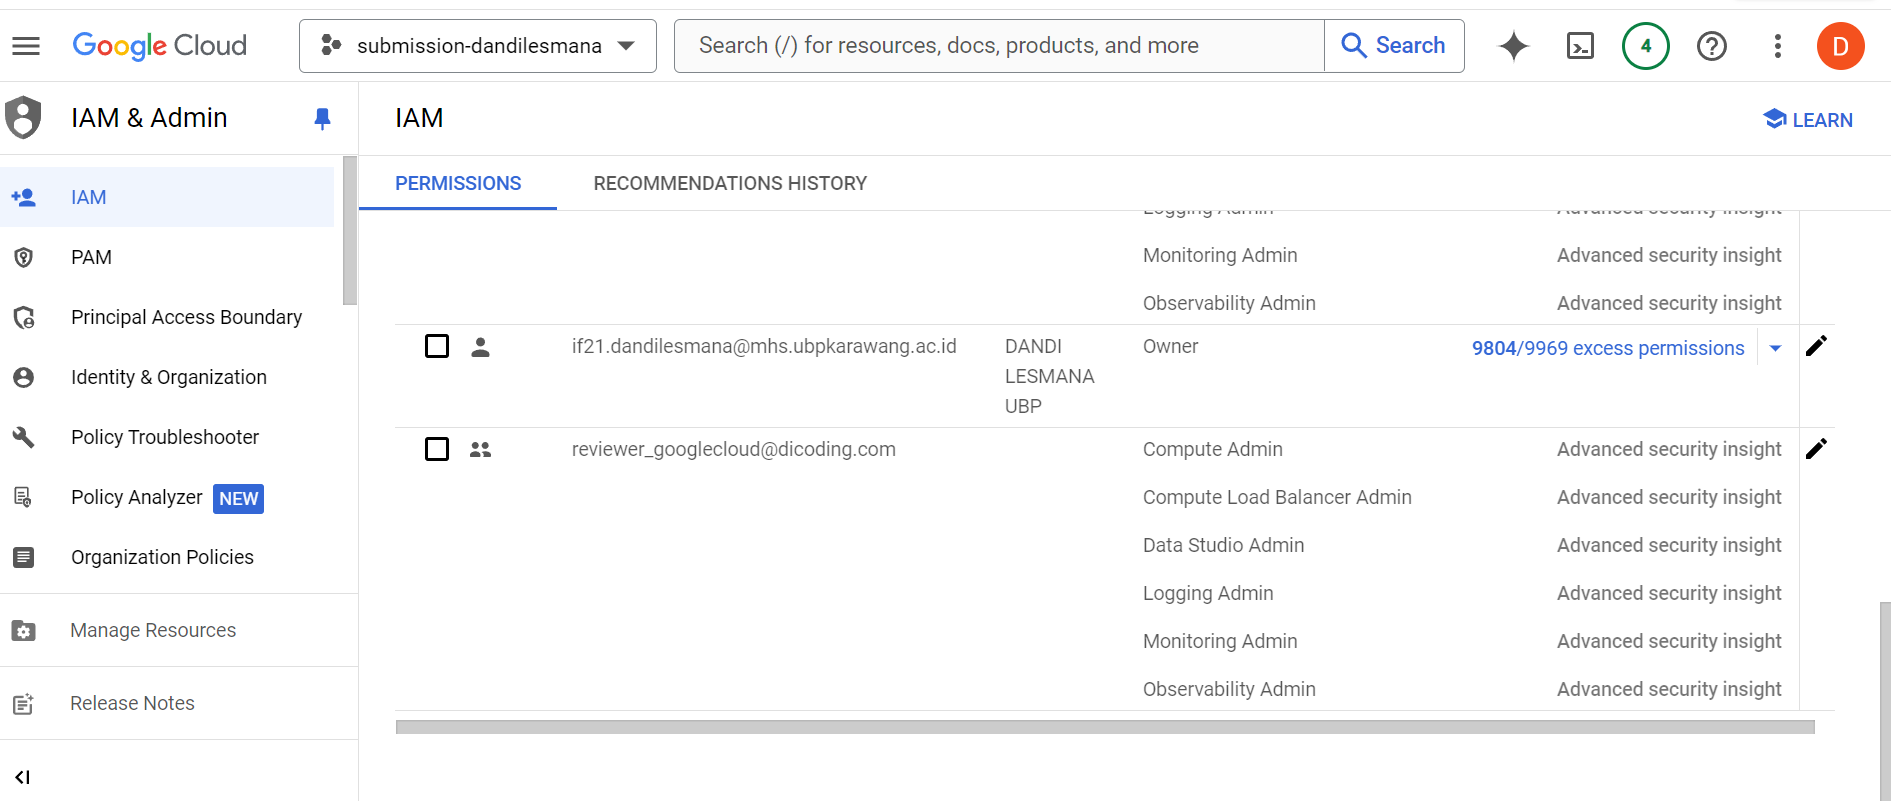 Google Cloud
submission-dandilesmana
Search (/) for resources, docs, products, and more
Search
4
D
IAM & Admin
IAM
LEARN
IAM
PERMISSIONS
RECOMMENDATIONS HISTORY
PAM
Principal Access Boundary
Identity & Organization
Policy Troubleshooter
Policy Analyzer NEW
Organization Policies
Manage Resources
Release Notes
Logging Admin Advanced security insight
Monitoring Admin Advanced security insight
Observability Admin Advanced security insight
if21.dandilesmana@mhs.ubpkarawang.ac.id DANDI Owner 9804/9969 excess permissions
LESMANA
UBP
reviewer_googlecloud@dicoding.com Compute Admin Advanced security insight
Compute Load Balancer Admin Advanced security insight
Data Studio Admin Advanced security insight
Logging Admin Advanced security insight
Monitoring Admin Advanced security insight
Observability Admin Advanced security insight